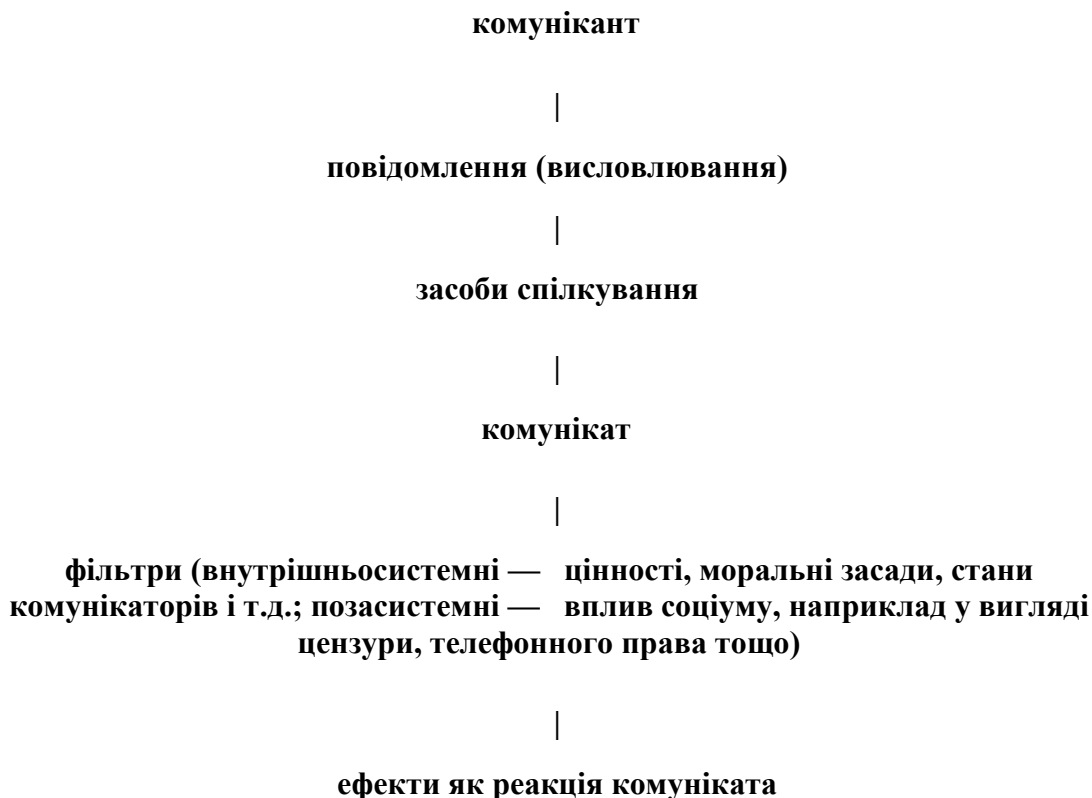 комунікант
|
повідомлення (висловлювання)
|
засоби спілкування
|
комунікат
|
фільтри (внутрішньосистемні — цінності, моральні засади, стани
комунікаторів і т.д.; позасистемні — вплив соціуму, наприклад у вигляді
цензури, телефонного права тощо)
|
ефекти як реакція комуніката